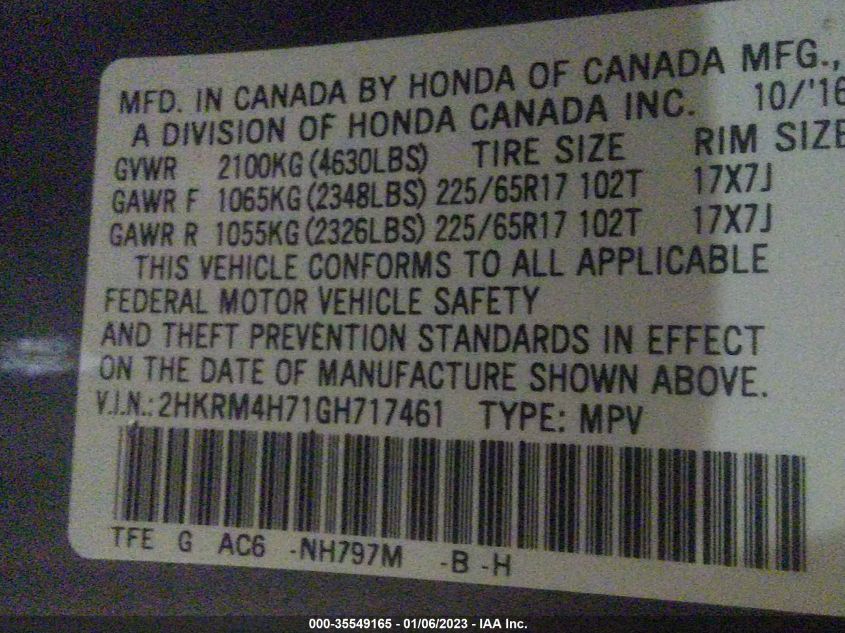 MFD. IN CANADA BY HONDA OF CANADA MFG.,
A DIVISION OF HONDA CANADA INC. 10/'16
GVWR 2100KG (4630LBS) TIRE SIZE RIM SIZE
GAWR F 1065KG (2348LBS) 225/65R17 102T 17X7J
GAWR R 1055KG (2326LBS) 225/65R17 102T 17X7J
THIS VEHICLE CONFORMS TO ALL APPLICABLE
FEDERAL MOTOR VEHICLE SAFETY
AND THEFT PREVENTION STANDARDS IN EFFECT
ON THE DATE OF MANUFACTURE SHOWN ABOVE.
V.I.N.: 2HKRM4H71GH717461 TYPE: MPV
TFE G AC6 -NH797M -B -H
000-35549165 - 01/06/2023 - IAA Inc.